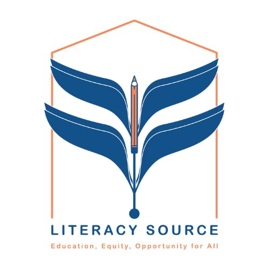 LITERACY SOURCE
Education, Equity, Opportunity for All